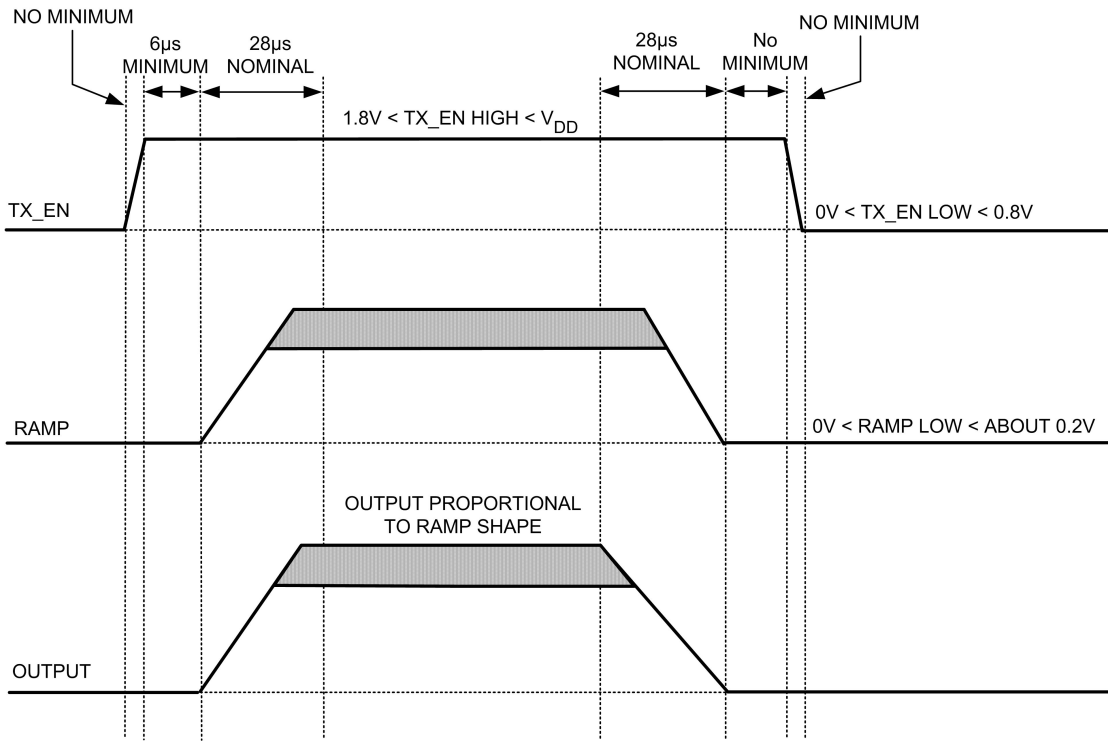 NO MINIMUM
6µs
MINIMUM
28µs
NOMINAL
28µs
NOMINAL
No
MINIMUM
NO MINIMUM
1.8V < TX_EN HIGH < VDD
TX_EN
0V < TX_EN LOW < 0.8V
RAMP
0V < RAMP LOW < ABOUT 0.2V
OUTPUT PROPORTIONAL
TO RAMP SHAPE
OUTPUT